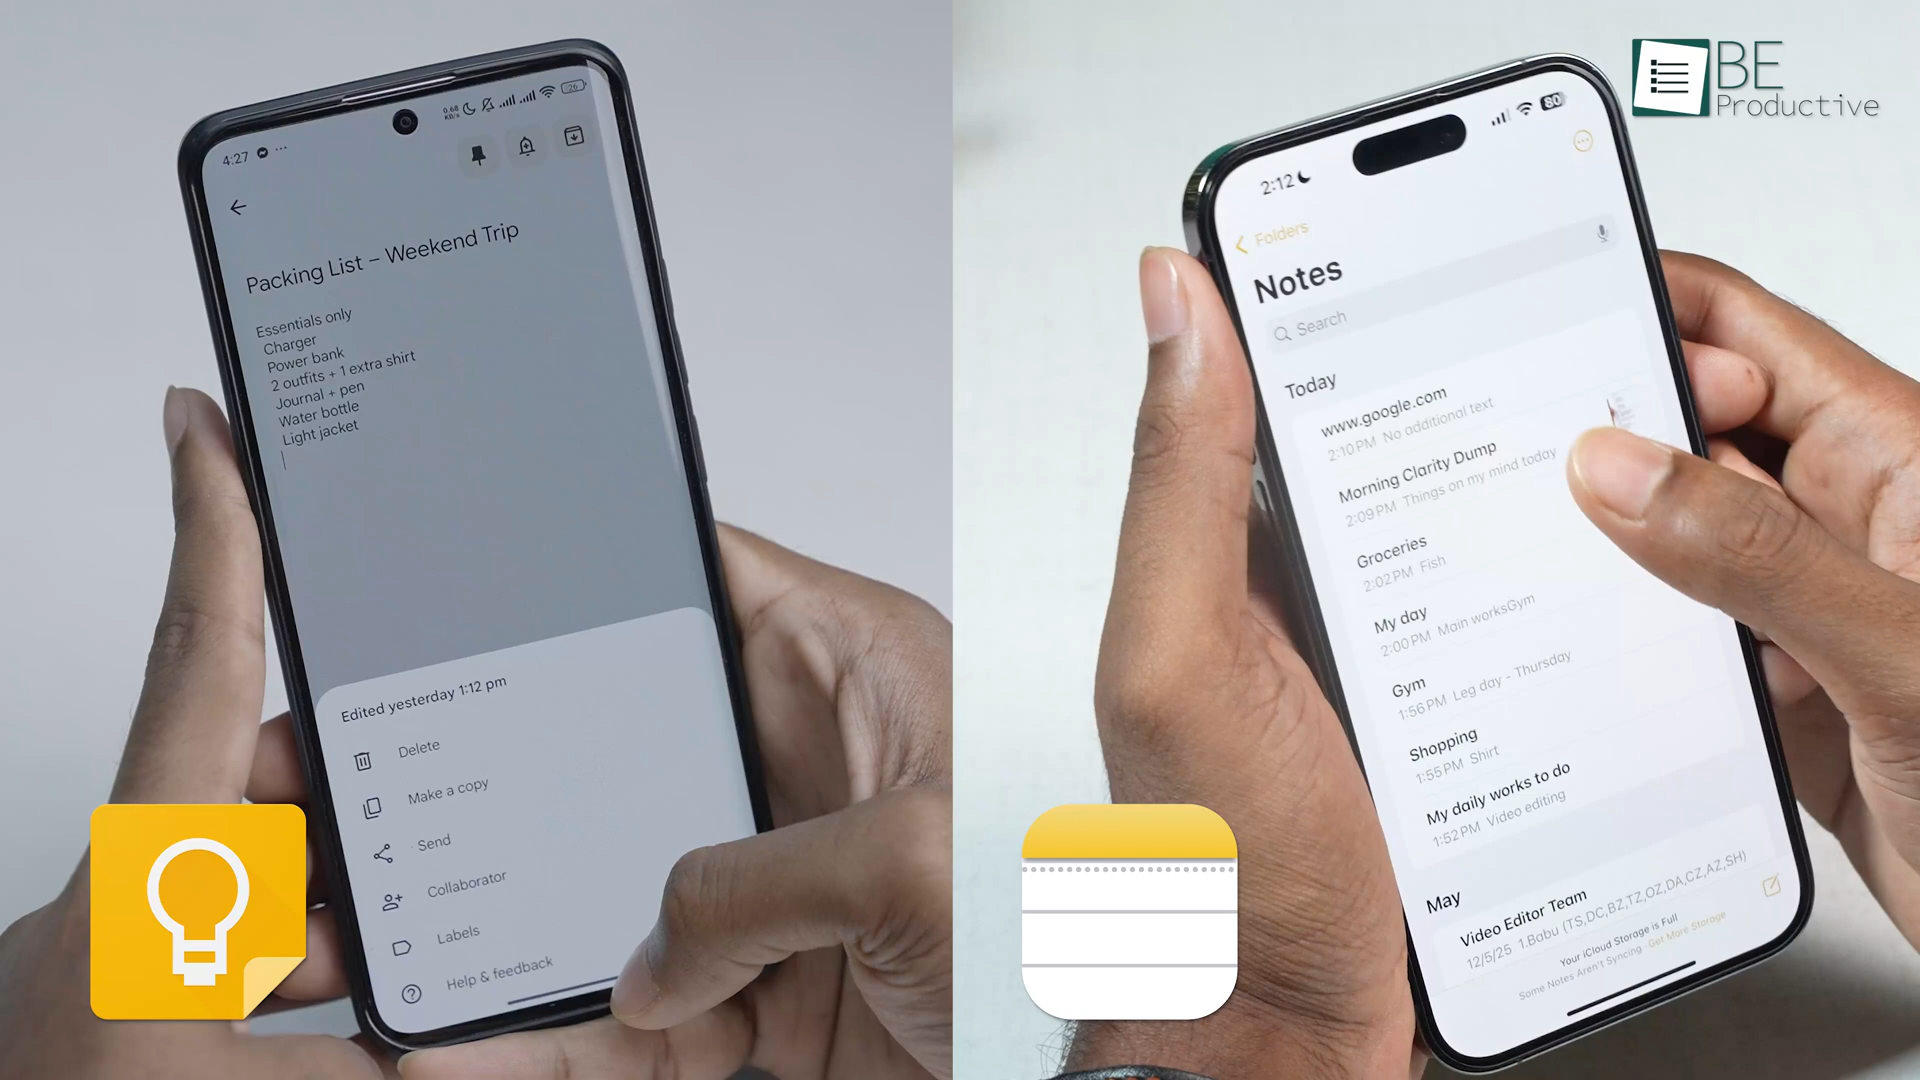 4:27
0.68
KB/s
26
Packing List – Weekend Trip
Essentials only
Charger
Power bank
2 outfits + 1 extra shirt
Journal + pen
Water bottle
Light jacket
Edited yesterday 1:12 pm
Delete
Make a copy
Send
Collaborator
Labels
Help & feedback
BE
Productive
2:12
80
Folders
Notes
Search
Today
www.google.com
2:10 PM No additional text
Morning Clarity Dump
2:09 PM Things on my mind today
Groceries
2:02 PM Fish
My day
2:00 PM Main worksGym
Gym
1:56 PM Leg day - Thursday
Shopping
1:55 PM Shirt
My daily works to do
1:52 PM Video editing
May
Video Editor Team
12/5/25 1.Babu (TS,DC,BZ,TZ,OZ,DA,CZ,AZ,SH)
Your iCloud Storage is Full
Some Notes Aren't Syncing Get More Storage